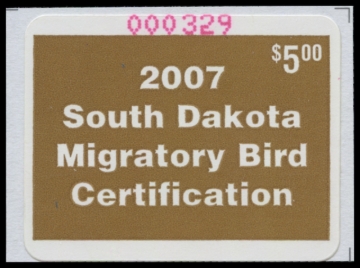 000329
$5.00
2007
South Dakota
Migratory Bird
Certification